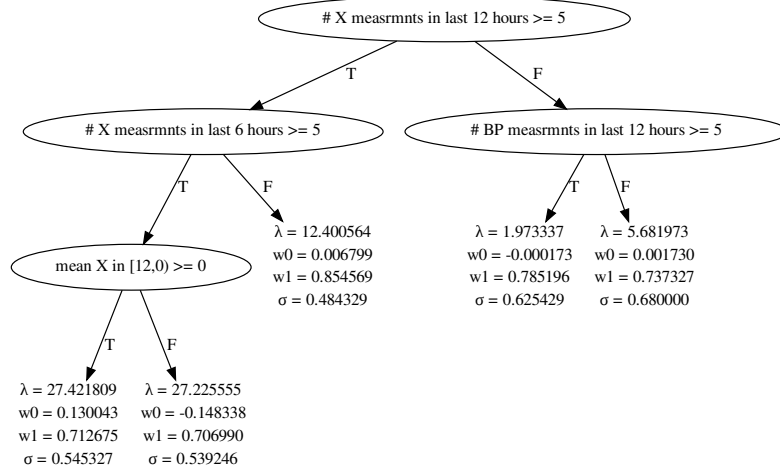 # X measrmnts in last 12 hours >= 5
T
F
# X measrmnts in last 6 hours >= 5
# BP measrmnts in last 12 hours >= 5
T
F
T
F
mean X in [12,0) >= 0
λ = 12.400564
w0 = 0.006799
w1 = 0.854569
σ = 0.484329
λ = 1.973337
w0 = -0.000173
w1 = 0.785196
σ = 0.625429
λ = 5.681973
w0 = 0.001730
w1 = 0.737327
σ = 0.680000
T
F
λ = 27.421809
w0 = 0.130043
w1 = 0.712675
σ = 0.545327
λ = 27.225555
w0 = -0.148338
w1 = 0.706990
σ = 0.539246